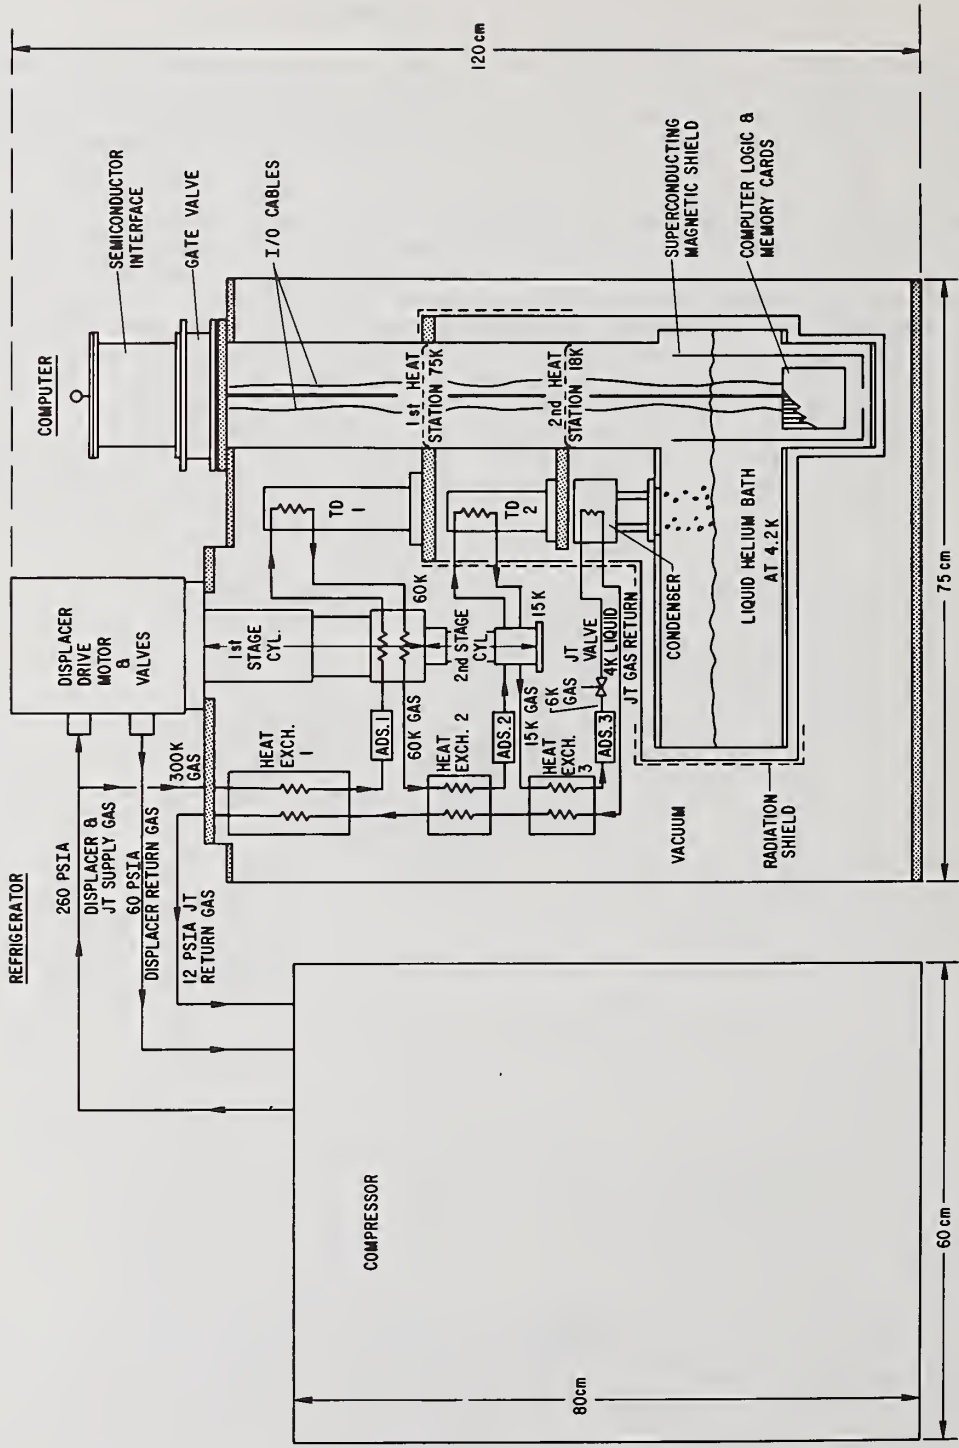 REFRIGERATOR
COMPUTER
260 PSIA
DISPLACER &
JT SUPPLY GAS
60 PSIA
DISPLACER RETURN GAS
12 PSIA JT
RETURN GAS
300K
GAS
DISPLACER
DRIVE
MOTOR
&
VALVES
SEMICONDUCTOR
INTERFACE
GATE VALVE
I/O CABLES
120 cm
HEAT
EXCH.
1
1st
STAGE
CYL.
TO
1
ADS.1
60K
60K GAS
1st HEAT
STATION 75K
HEAT
EXCH. 2
2nd STAGE
CYL.
TO
2
ADS.2
15K
15K GAS
2nd HEAT
STATION 18K
HEAT
EXCH.
3
ADS.3
6K
GAS
JT
VALVE
4K LIQUID
JT GAS RETURN
CONDENSER
SUPERCONDUCTING
MAGNETIC SHIELD
COMPUTER LOGIC &
MEMORY CARDS
LIQUID HELIUM BATH
AT 4.2K
VACUUM
RADIATION
SHIELD
COMPRESSOR
80cm
60cm
75 cm